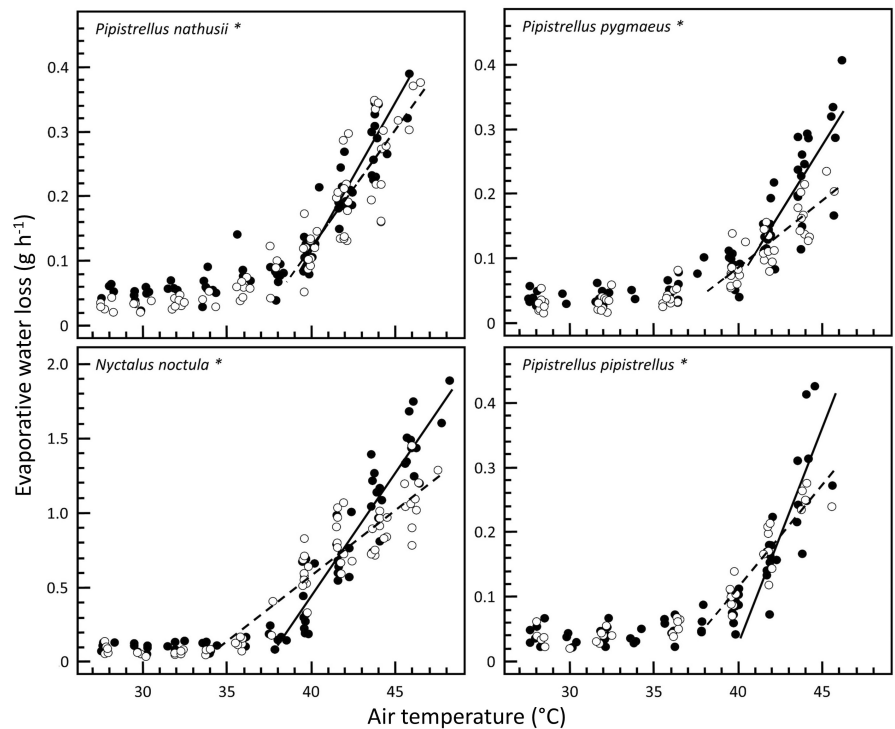 Pipistrellus nathusii *
Pipistrellus pygmaeus *
0.4
0.3
0.2
0.1
0
0.4
0.3
0.2
0.1
0
Evaporative water loss (g h⁻¹)
Nyctalus noctula *
Pipistrellus pipistrellus *
2.0
1.5
1.0
0.5
0
0.4
0.3
0.2
0.1
0
30 35 40 45
30 35 40 45
Air temperature (°C)